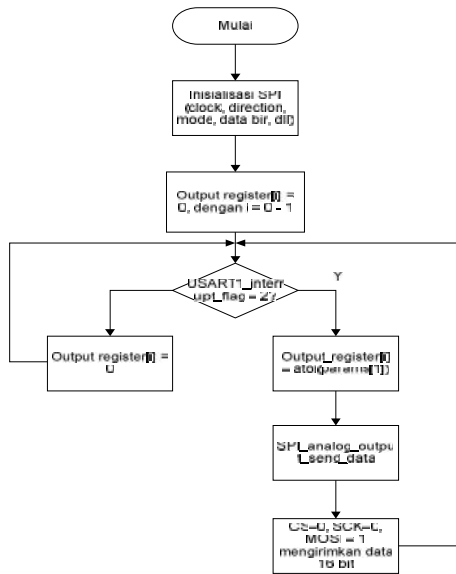 Mulai
Inisialisasi SPI
(clock, direction,
mode, data bir, dll)
Output register[i] =
0, dengan i = 0 - 1
USART1_interr
upt_flag = 2?
Y
Output register[i] =
0
Output_register[i]
= atoi(params[1])
SPI_analog_outpu
t_send_data
CS=0, SCK=0,
MOSI = 1
mengirimkan data
16 bit